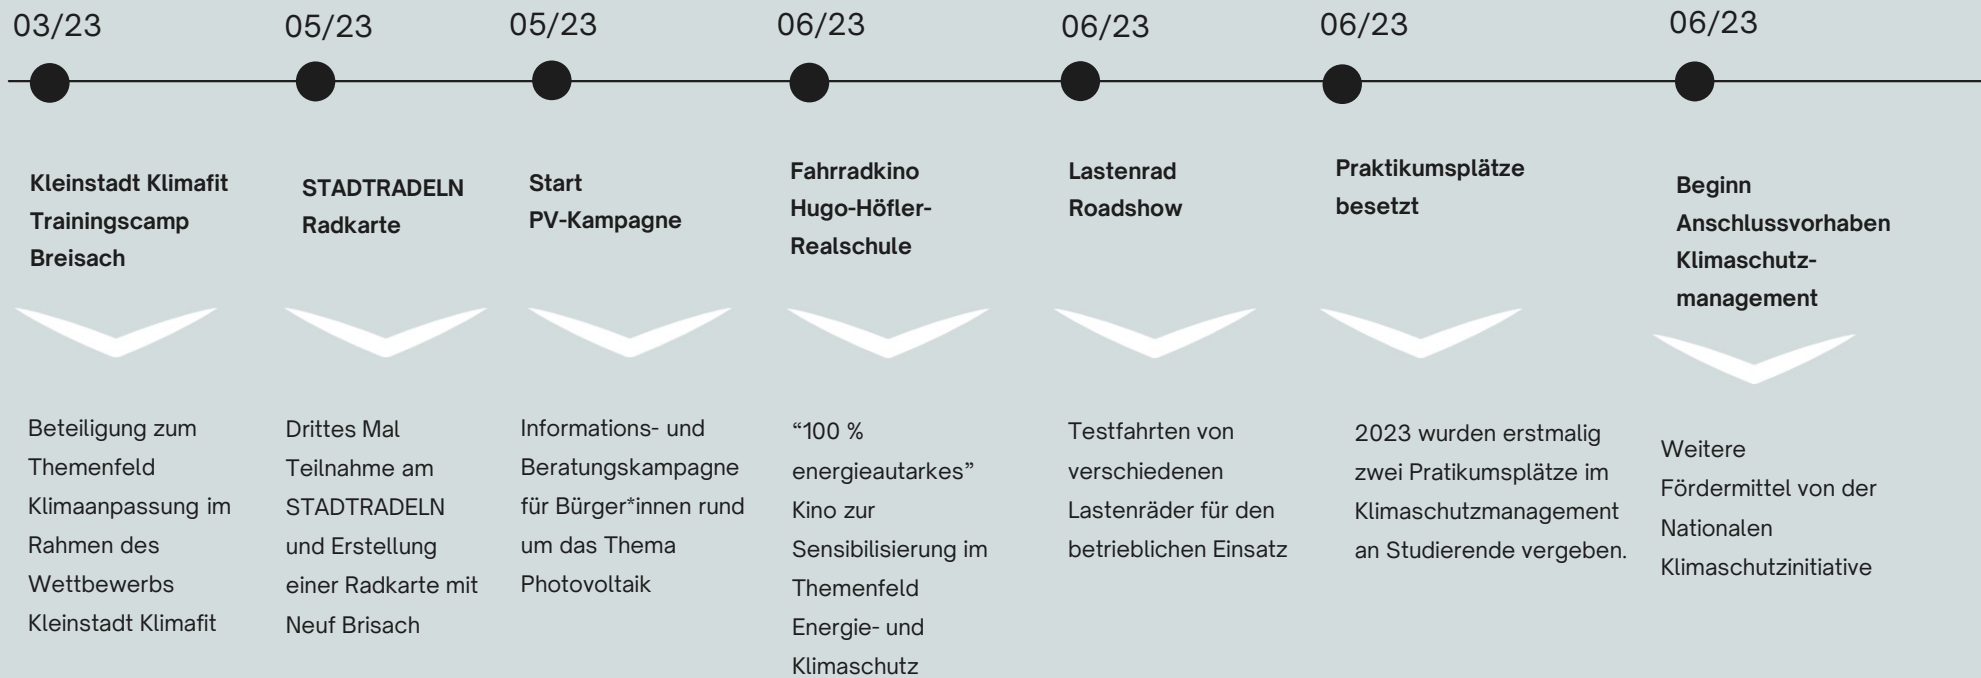 03/23
Kleinstadt Klimafit
Trainingscamp
Breisach
Beteiligung zum
Themenfeld
Klimaanpassung im
Rahmen des
Wettbewerbs
Kleinstadt Klimafit
05/23
STADTRADELN
Radkarte
Drittes Mal
Teilnahme am
STADTRADELN
und Erstellung
einer Radkarte mit
Neuf Brisach
05/23
Start
PV-Kampagne
Informations- und
Beratungskampagne
für Bürger*innen rund
um das Thema
Photovoltaik
06/23
Fahrradkino
Hugo-Höfler-
Realschule
“100 %
energieautarkes”
Kino zur
Sensibilisierung im
Themenfeld
Energie- und
Klimaschutz
06/23
Lastenrad
Roadshow
Testfahrten von
verschiedenen
Lastenräder für den
betrieblichen Einsatz
06/23
Praktikumsplätze
besetzt
2023 wurden erstmalig
zwei Pratikumsplätze im
Klimaschutzmanagement
an Studierende vergeben.
06/23
Beginn
Anschlussvorhaben
Klimaschutz-
management
Weitere
Fördermittel von der
Nationalen
Klimaschutzinitiative